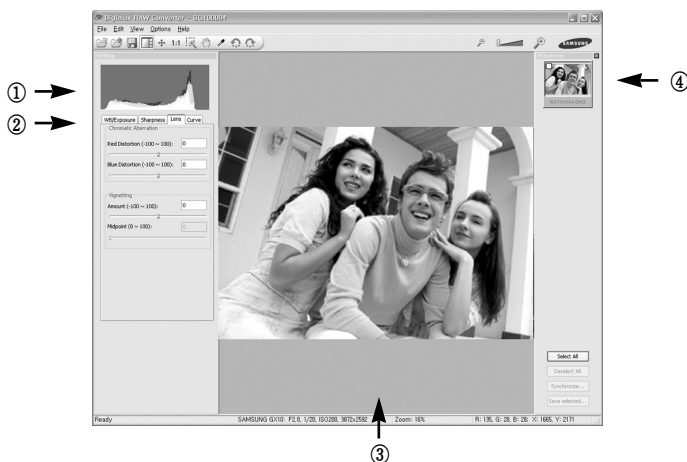 Digimax RAW Converter - SG100004
File Edit View Options Help
1:1
SAMSUNG
①
②
④
WB/Exposure Sharpness Lens Curve
Chromatic Aberration
Red Distortion (-100 ~ 100): 0
Blue Distortion (-100 ~ 100): 0
Vignetting
Amount (-100 ~ 100): 0
Midpoint (0 ~ 100): 0
Select All
Deselect All
Synchronize...
Save selected...
Ready SAMSUNG GX10: F2,8, 1/20, ISO200, 3872x2592 Zoom: 16% R: 135, G: 28, B: 28: X: 1665, Y: 2171
③